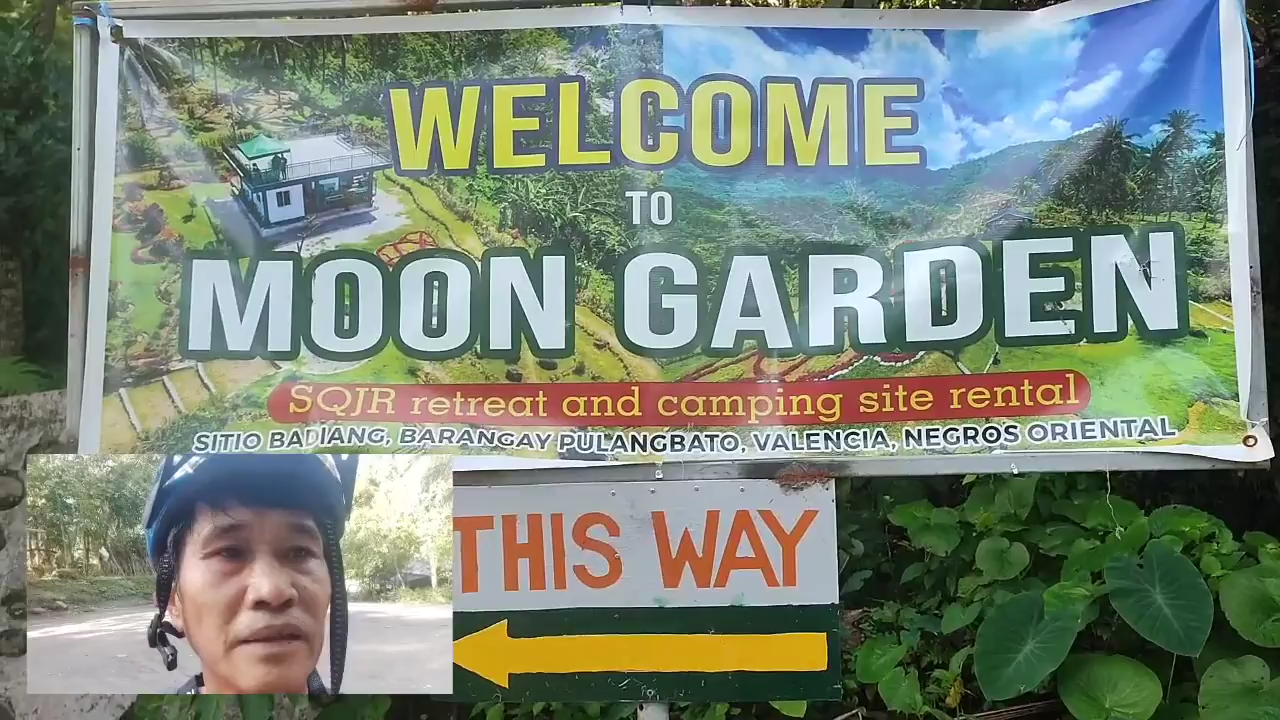 WELCOME
TO
MOON GARDEN
SQJR retreat and camping site rental
SITIO BADIANG, BARANGAY PULANGBATO, VALENCIA, NEGROS ORIENTAL
THIS WAY